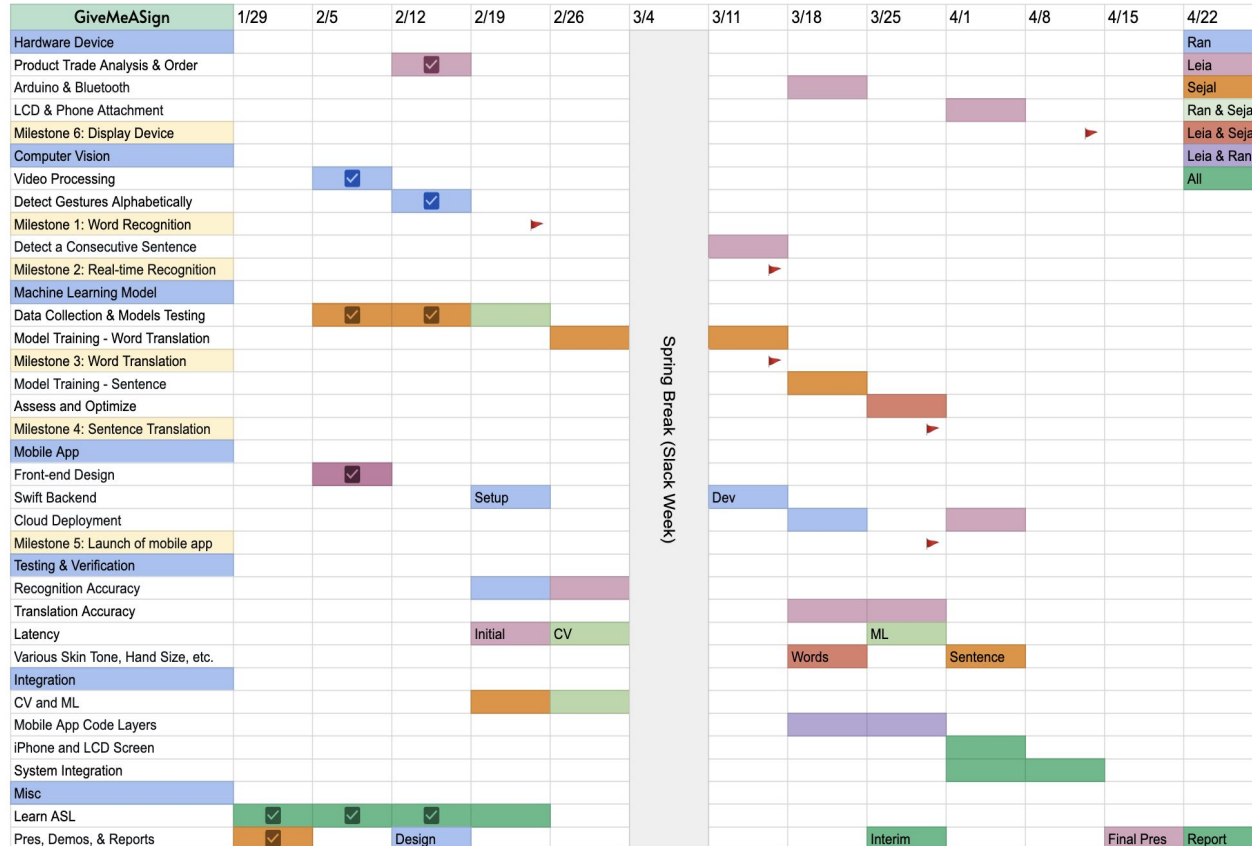 GiveMeASign 1/29 2/5 2/12 2/19 2/26 3/4 3/11 3/18 3/25 4/1 4/8 4/15 4/22
Hardware Device Ran
Product Trade Analysis & Order Leia
Arduino & Bluetooth Sejal
LCD & Phone Attachment Ran & Seja
Milestone 6: Display Device Leia & Seja
Computer Vision Leia & Ran
Video Processing All
Detect Gestures Alphabetically
Milestone 1: Word Recognition
Detect a Consecutive Sentence
Milestone 2: Real-time Recognition
Machine Learning Model
Data Collection & Models Testing
Model Training - Word Translation
Spring Break (Slack Week)
Milestone 3: Word Translation
Model Training - Sentence
Assess and Optimize
Milestone 4: Sentence Translation
Mobile App
Front-end Design
Swift Backend Setup Dev
Cloud Deployment
Milestone 5: Launch of mobile app
Testing & Verification
Recognition Accuracy
Translation Accuracy
Latency Initial CV ML
Various Skin Tone, Hand Size, etc. Words Sentence
Integration
CV and ML
Mobile App Code Layers
iPhone and LCD Screen
System Integration
Misc
Learn ASL
Pres, Demos, & Reports Design Interim Final Pres Report